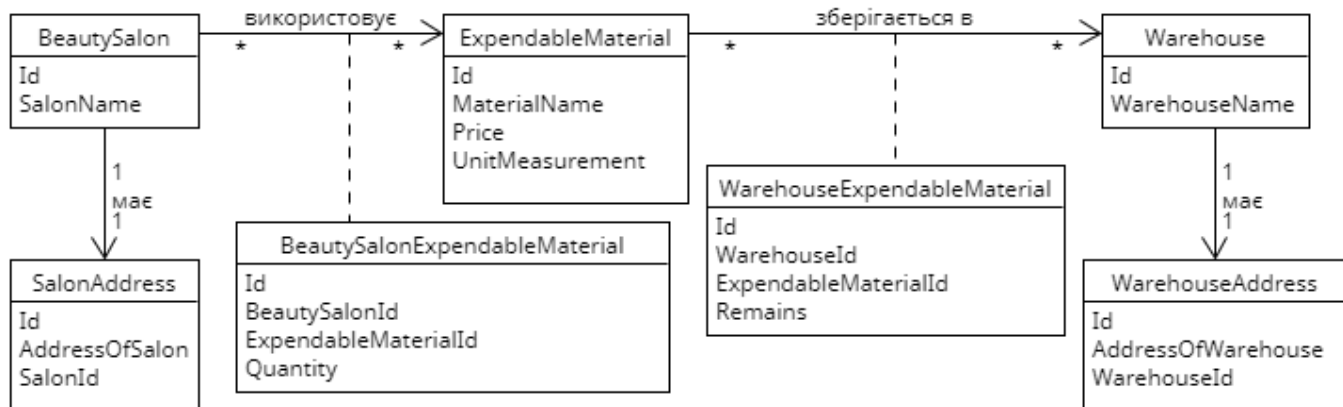 BeautySalon
Id
SalonName
використовує
*
*
ExpendableMaterial
Id
MaterialName
Price
UnitMeasurement
зберігається в
*
*
Warehouse
Id
WarehouseName
1
має
1
BeautySalonExpendableMaterial
Id
BeautySalonId
ExpendableMaterialId
Quantity
WarehouseExpendableMaterial
Id
WarehouseId
ExpendableMaterialId
Remains
1
має
1
SalonAddress
Id
AddressOfSalon
SalonId
WarehouseAddress
Id
AddressOfWarehouse
WarehouseId